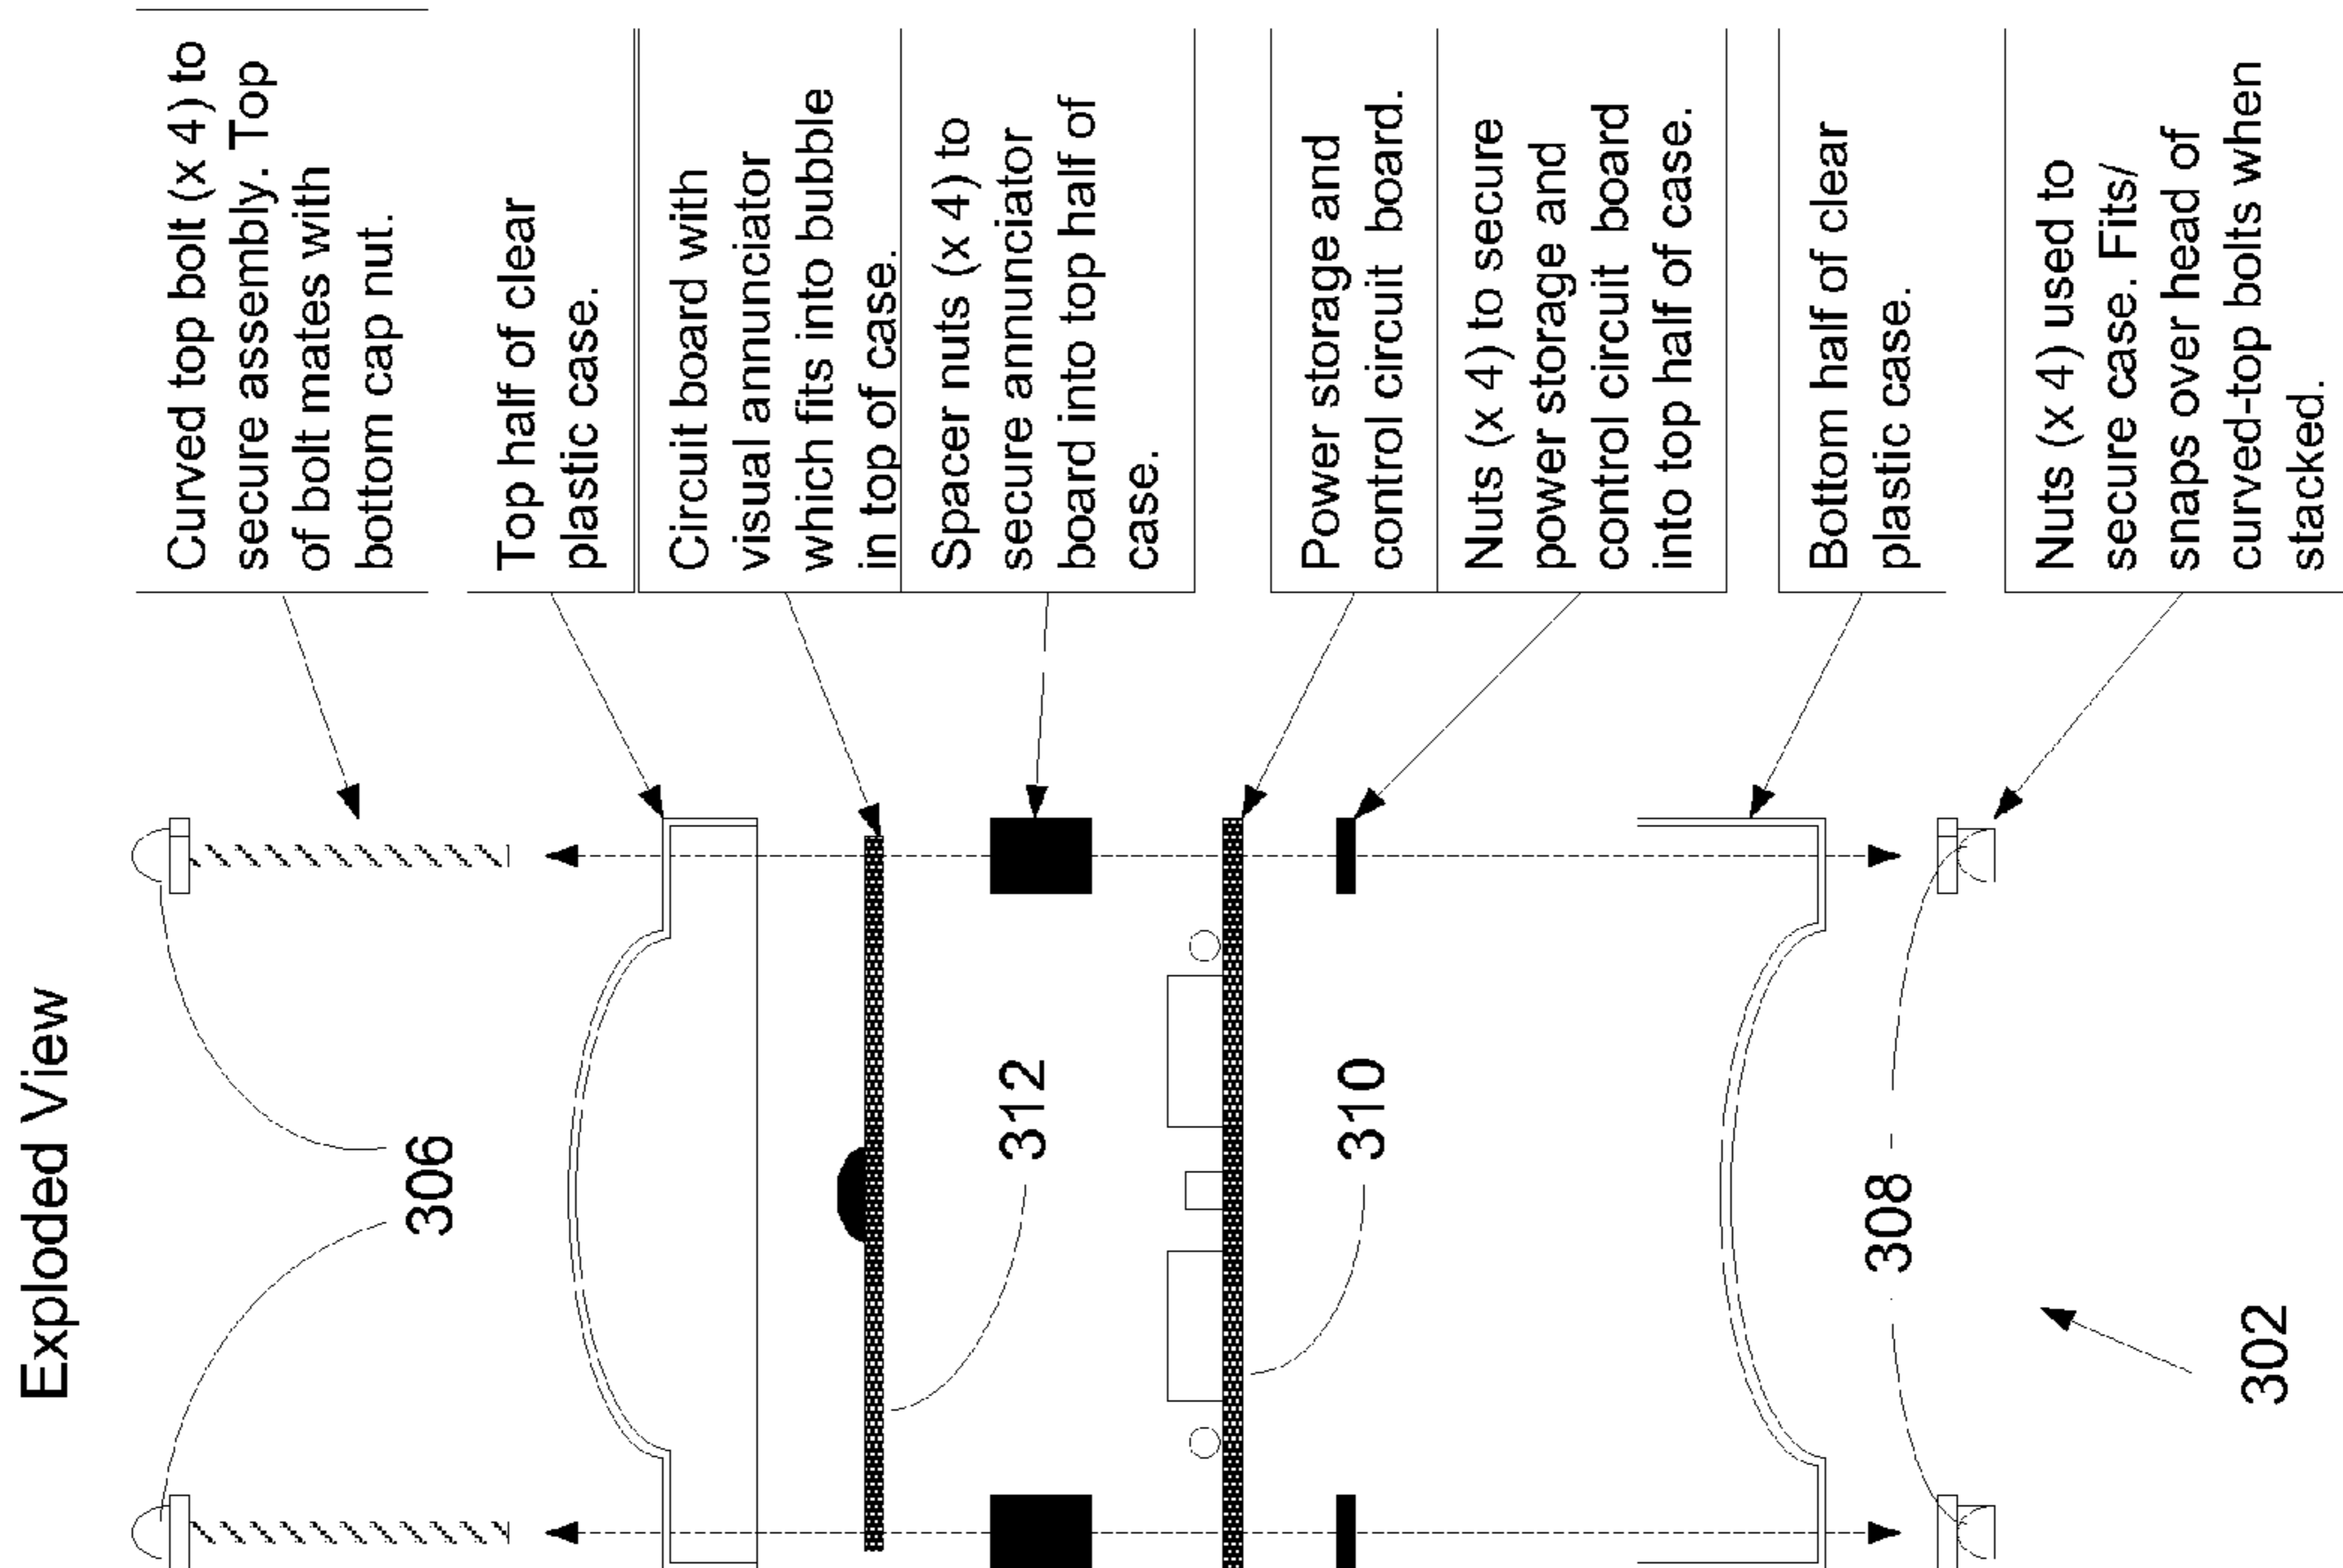 Exploded View
Curved top bolt (x 4) to
secure assembly. Top
of bolt mates with
bottom cap nut.
Top half of clear
plastic case.
Circuit board with
visual annunciator
which fits into bubble
in top of case.
Spacer nuts (x 4) to
secure annunciator
board into top half of
case.
Power storage and
control circuit board.
Nuts (x 4) to secure
power storage and
control circuit board
into top half of case.
Bottom half of clear
plastic case.
Nuts (x 4) used to
secure case. Fits/
snaps over head of
curved-top bolts when
stacked.
306
312
310
308
302